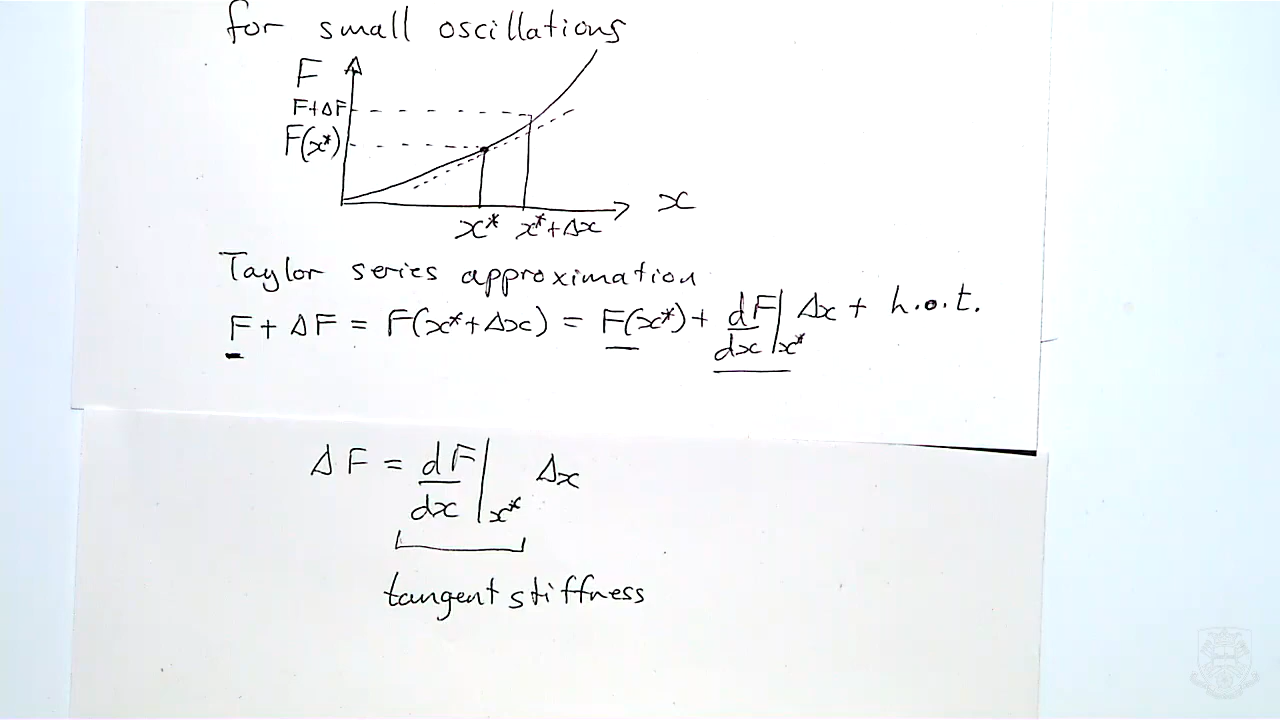 for small oscillations
F
F+ΔF
F(x*)
x
x* x*+Δx
Taylor series approximation
F + ΔF = F(x*+Δx) = F(x*) + dF/dx|x* Δx + h.o.t.
ΔF = dF/dx|x* Δx
tangent stiffness